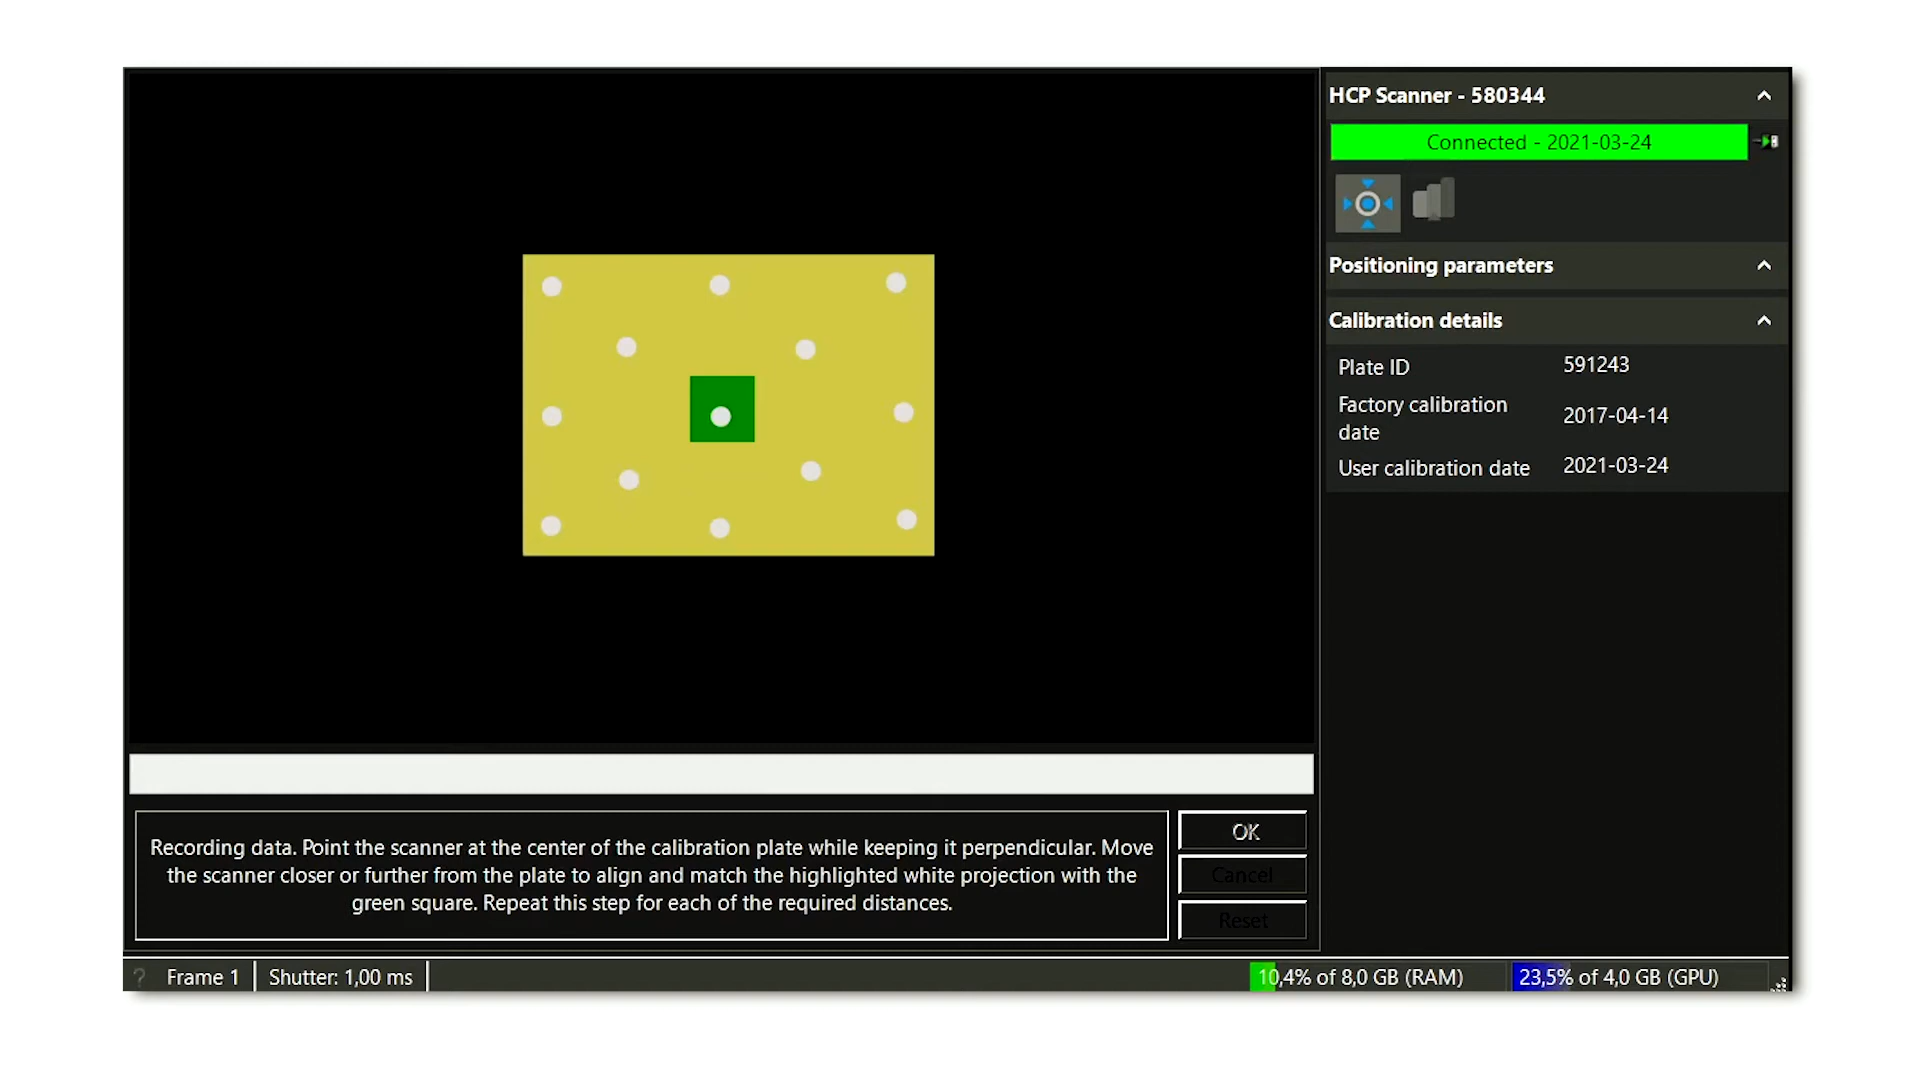 HCP Scanner - 580344
Connected - 2021-03-24
Positioning parameters
Calibration details
Plate ID 591243
Factory calibration
date 2017-04-14
User calibration date 2021-03-24
Recording data. Point the scanner at the center of the calibration plate while keeping it perpendicular. Move
the scanner closer or further from the plate to align and match the highlighted white projection with the
green square. Repeat this step for each of the required distances.
OK
Cancel
Reset
? Frame 1 Shutter: 1,00 ms 10,4% of 8,0 GB (RAM) 23,5% of 4,0 GB (GPU)